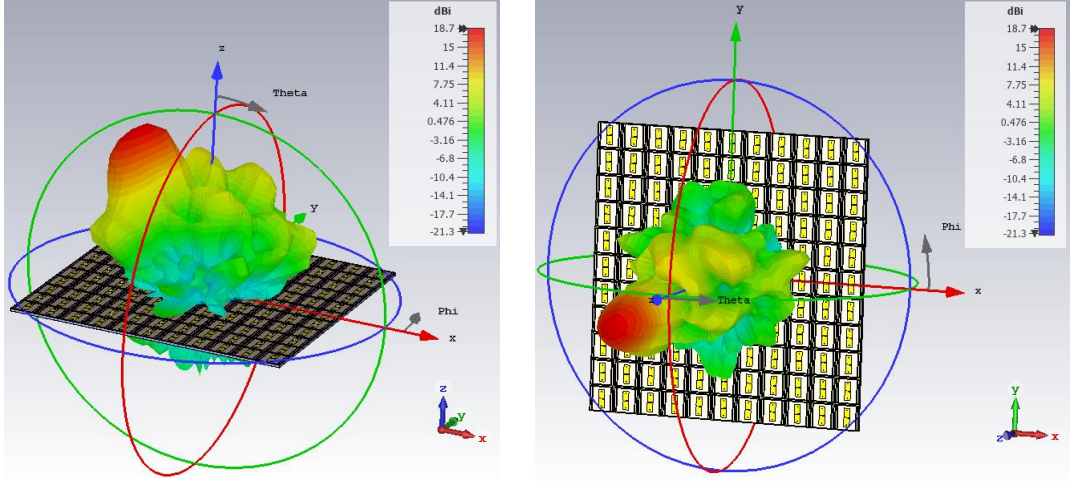 dBi
18.7
15
11.4
7.75
4.11
0.476
-3.16
-6.8
-10.4
-14
-17.7
-21.3
z
Theta
y
Phi
x
z
y
x
dBi
18.7
15
11.4
7.75
4.11
0.476
-3.16
-6.8
-10.4
-14
-17.7
-21.3
y
Phi
x
z
Theta
y
z
x